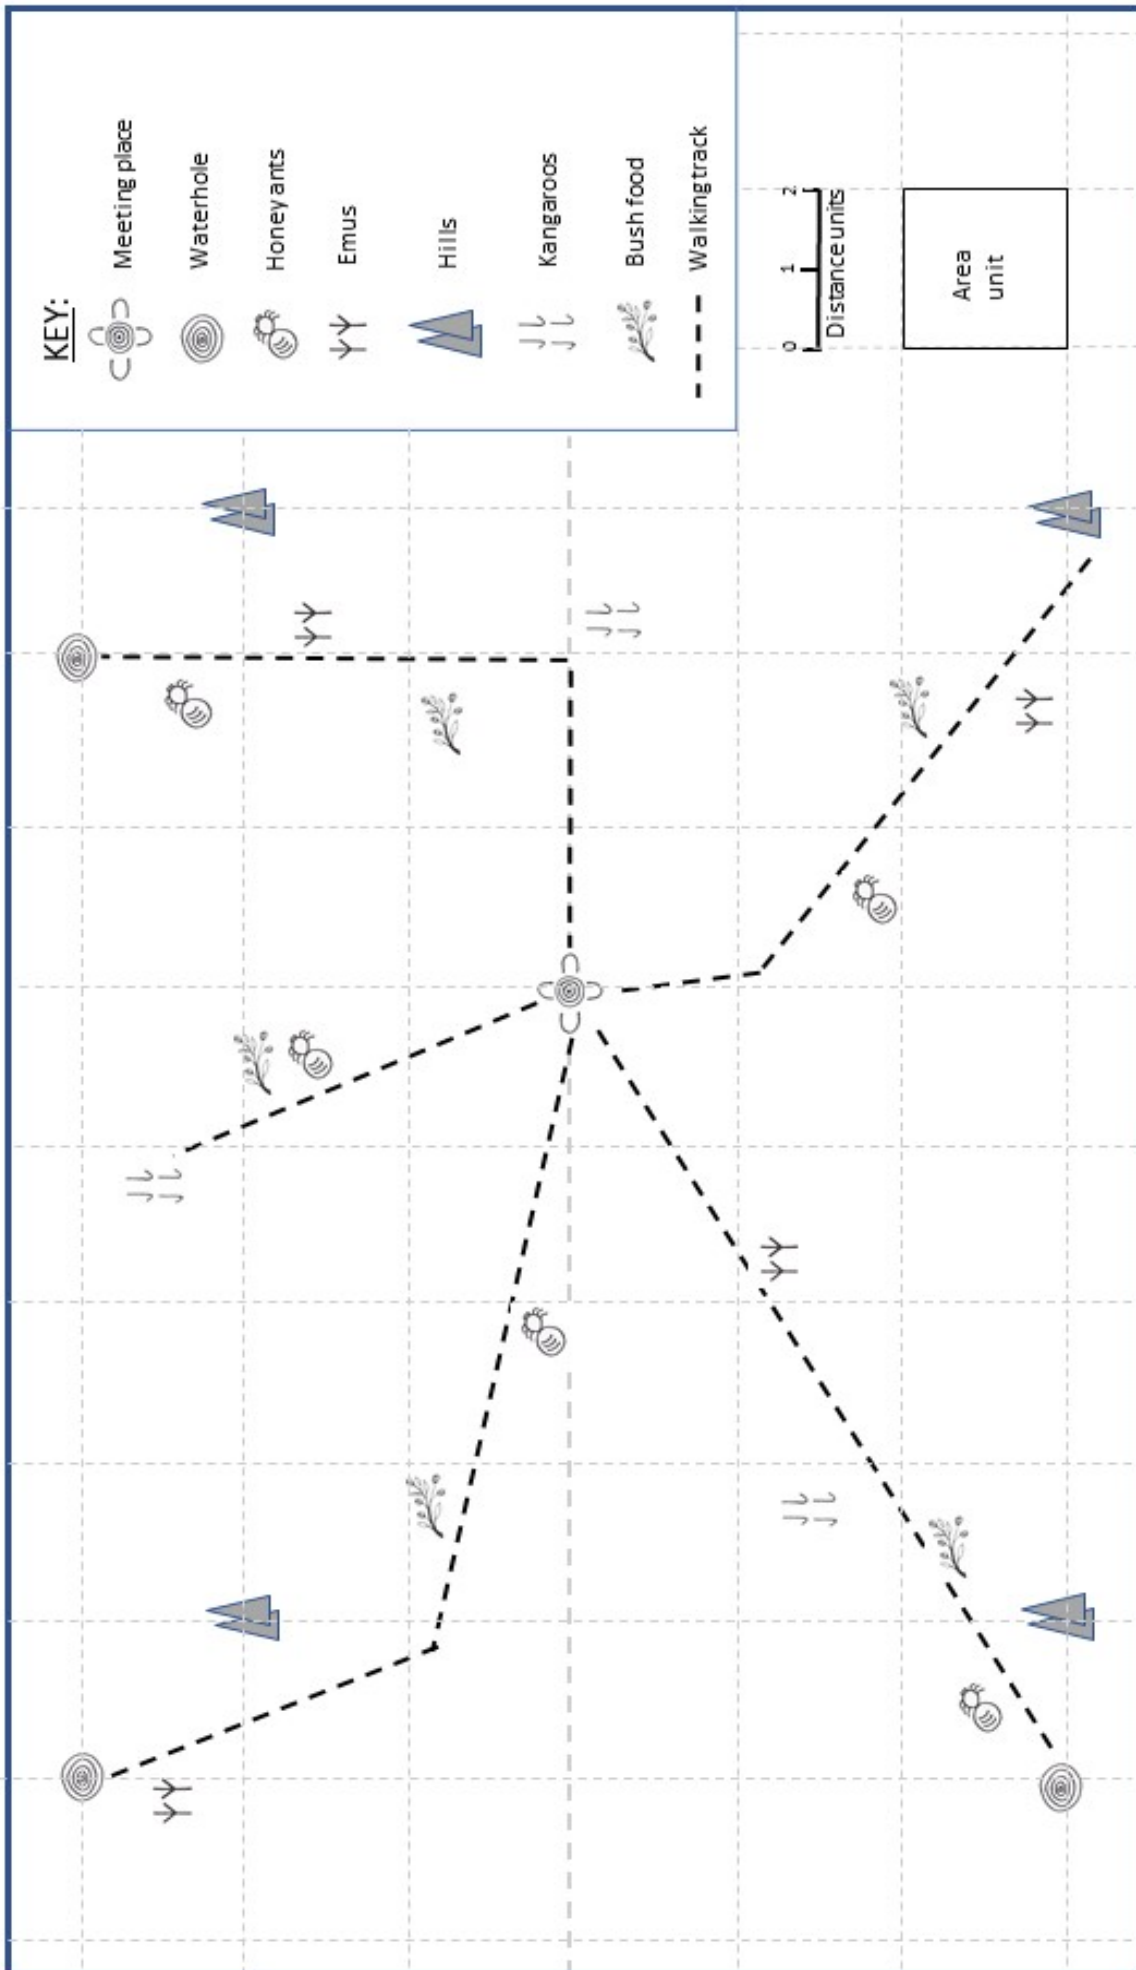 KEY:
Meeting place
Waterhole
Honey ants
Emus
Hills
Kangaroos
Bush food
Walking track
0 1 2
Distance units
Area
unit